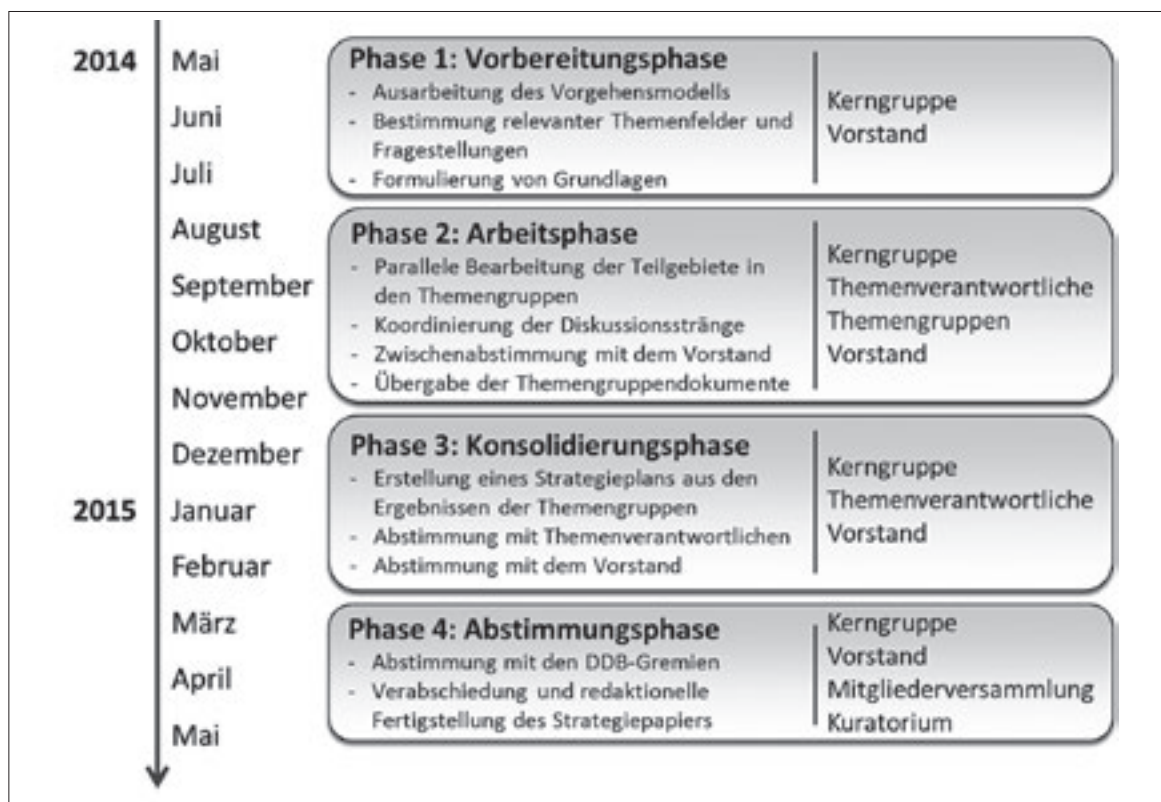 2014
Mai
Juni
Juli
August
September
Oktober
November
Dezember
2015
Januar
Februar
März
April
Mai
Phase 1: Vorbereitungsphase
- Ausarbeitung des Vorgehensmodells
- Bestimmung relevanter Themenfelder und
Fragestellungen
- Formulierung von Grundlagen
Kerngruppe
Vorstand
Phase 2: Arbeitsphase
- Parallele Bearbeitung der Teilgebiete in
den Themengruppen
- Koordinierung der Diskussionsstränge
- Zwischenabstimmung mit dem Vorstand
- Übergabe der Themengruppendokumente
Kerngruppe
Themenverantwortliche
Themengruppen
Vorstand
Phase 3: Konsolidierungsphase
- Erstellung eines Strategieplans aus den
Ergebnissen der Themengruppen
- Abstimmung mit Themenverantwortlichen
- Abstimmung mit dem Vorstand
Kerngruppe
Themenverantwortliche
Vorstand
Phase 4: Abstimmungsphase
- Abstimmung mit den DDB-Gremien
- Verabschiedung und redaktionelle
Fertigstellung des Strategiepapiers
Kerngruppe
Vorstand
Mitgliederversammlung
Kuratorium